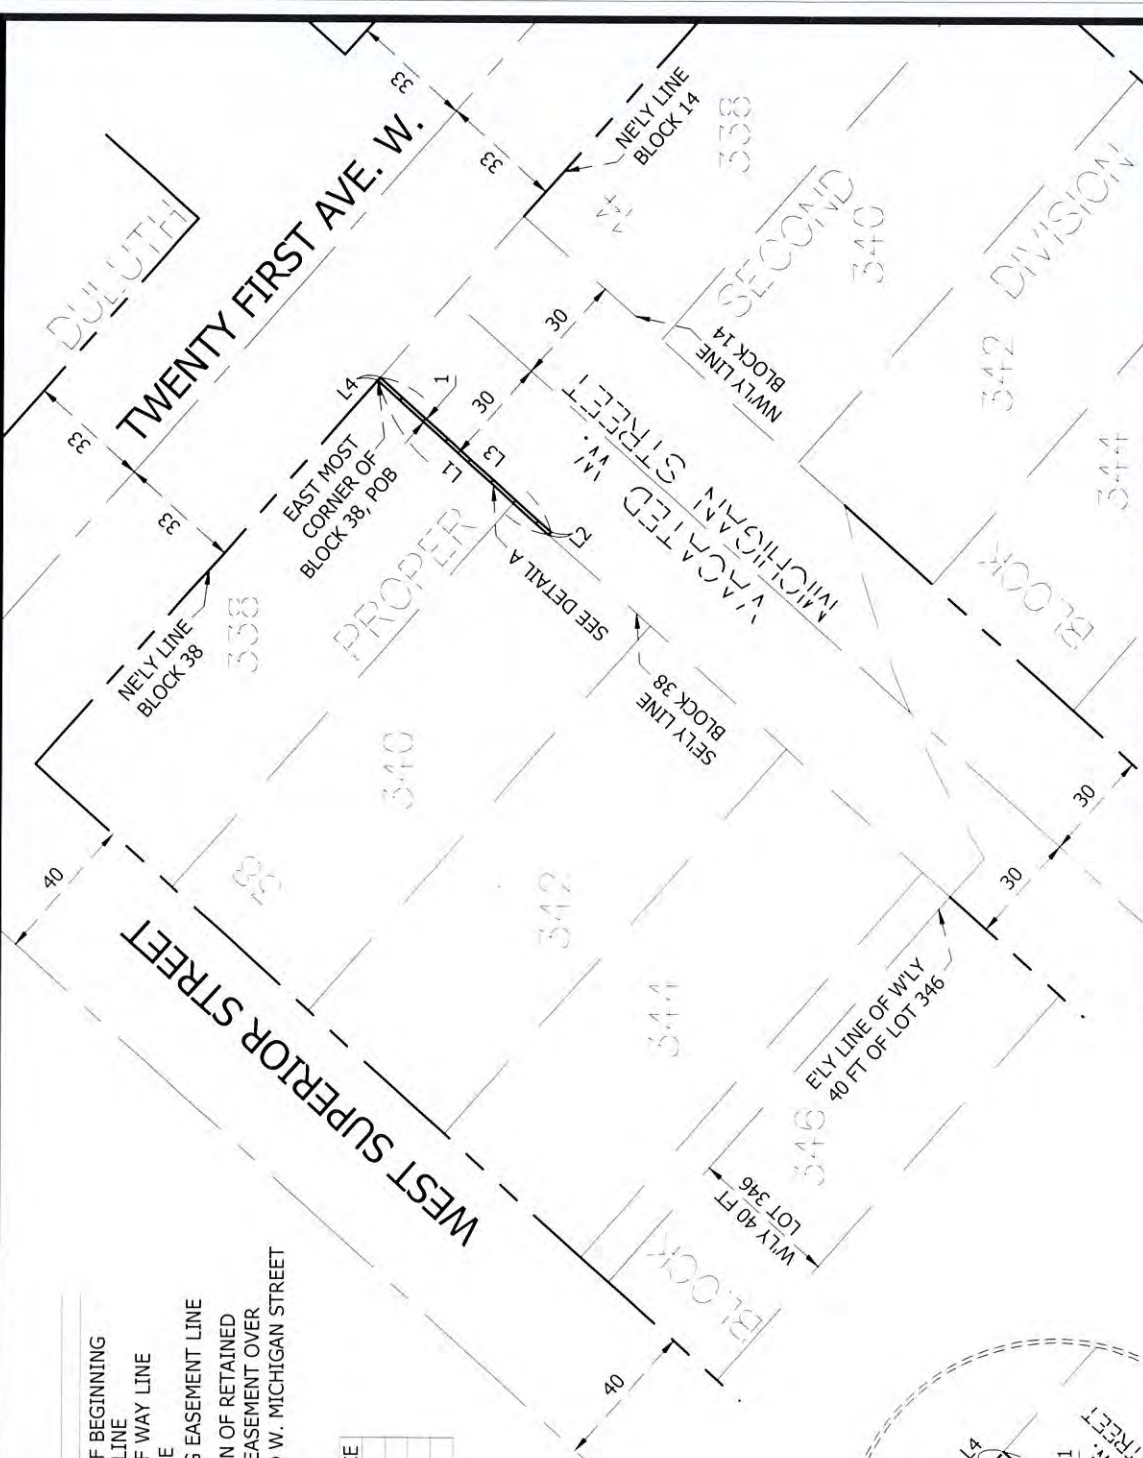 DULUTH
TWENTY FIRST AVE. W.
33
33
33
33
NE'LY LINE
BLOCK 14
14
338
SECOND
340
DIVISION
342
344
BLOCK
NW'LY LINE
BLOCK 14
30
30
L4
1
L1
L3
L2
EAST MOST
CORNER OF
BLOCK 38, POB
SEE DETAIL A
VACATED W.
MICHIGAN STREET
PROPER
NE'LY LINE
BLOCK 38
338
340
38
342
344
346
BLOCK
SE'LY LINE
BLOCK 38
40
WEST SUPERIOR STREET
40
30
30
E'LY LINE OF W'LY
40 FT OF LOT 346
W'LY 40 FT
LOT 346
F BEGINNING
LINE
F WAY LINE
E
G EASEMENT LINE
N OF RETAINED
EASEMENT OVER
W. MICHIGAN STREET
E
L4
1
W.